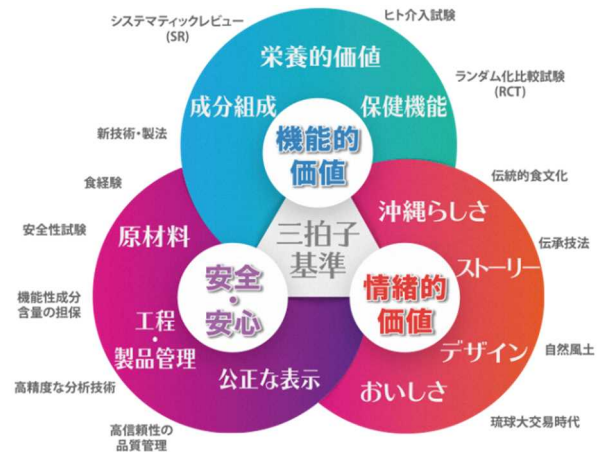 システマティックレビュー
(SR)
ヒト介入試験
ランダム化比較試験
(RCT)
新技術・製法
栄養的価値
成分組成
保健機能
機能的
価値
食経験
安全性試験
機能性成分
含量の担保
高精度な分析技術
高信頼性の
品質管理
原材料
工程
・
製品管理
公正な表示
安全
・
安心
三拍子
基準
情緒的
価値
沖縄らしさ
ストーリー
デザイン
おいしさ
伝統的食文化
伝承技法
自然風土
琉球大交易時代